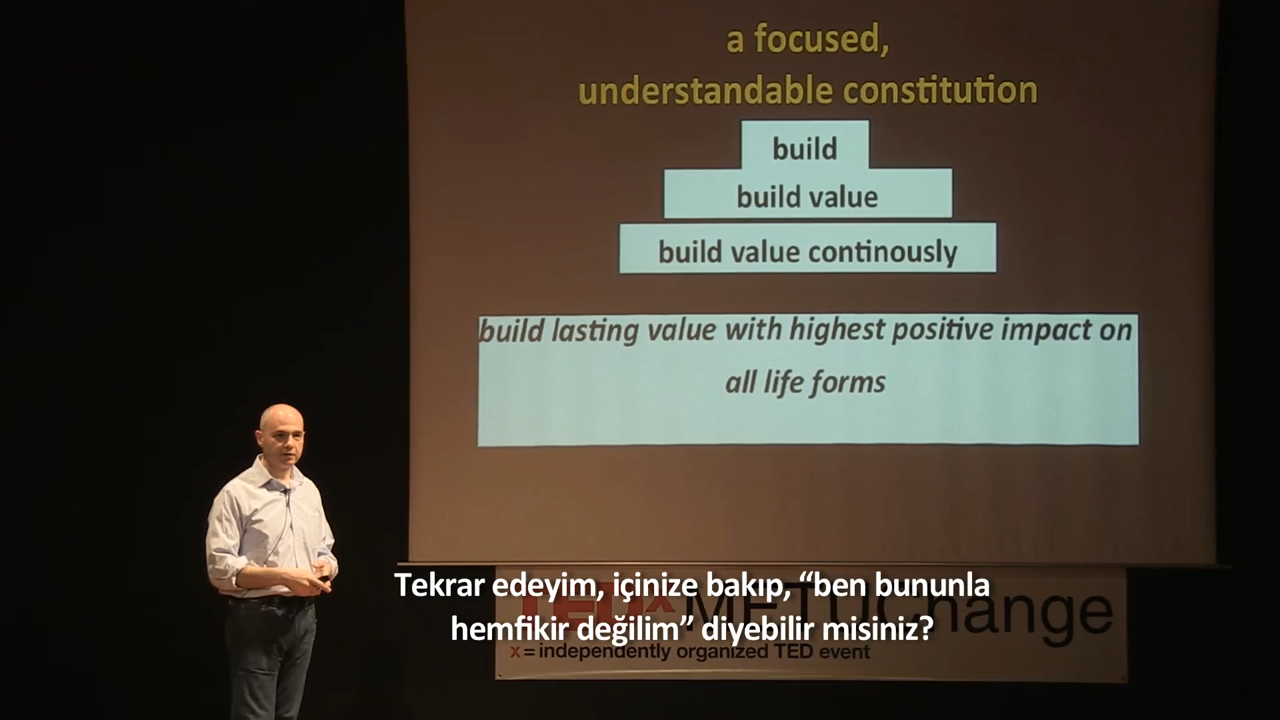 a focused,
understandable constitution
build
build value
build value continously
build lasting value with highest positive impact on
all life forms
Tekrar edeyim, içinize bakıp, “ben bununla
hemfikir değilim” diyebilir misiniz?
TEDx METUChange
x = independently organized TED event